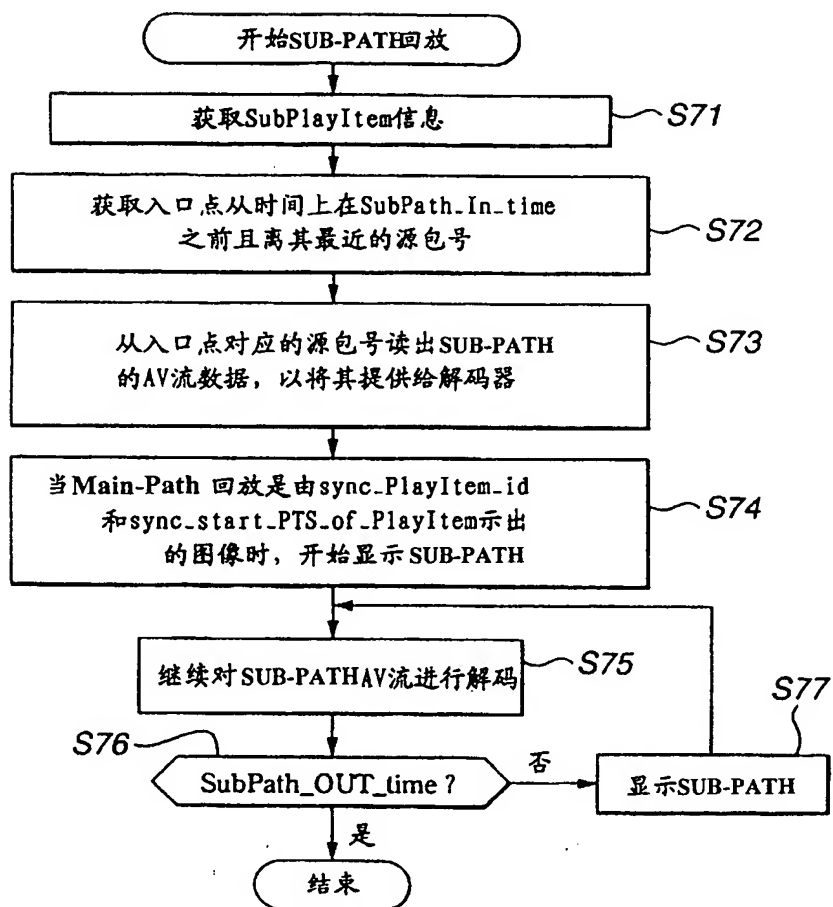 开始SUB-PATH回放
获取SubPlayItem信息
S71
获取入口点从时间上在SubPath_In_time
之前且离其最近的源包号
S72
从入口点对应的源包号读出SUB-PATH
的AV流数据，以将其提供给解码器
S73
当Main-Path 回放是由sync_PlayItem_id
和sync_start_PTS_of_PlayItem示出
的图像时，开始显示SUB-PATH
S74
继续对SUB-PATHAV流进行解码
S75
S76
SubPath_OUT_time？
否
显示SUB-PATH
S77
是
结束